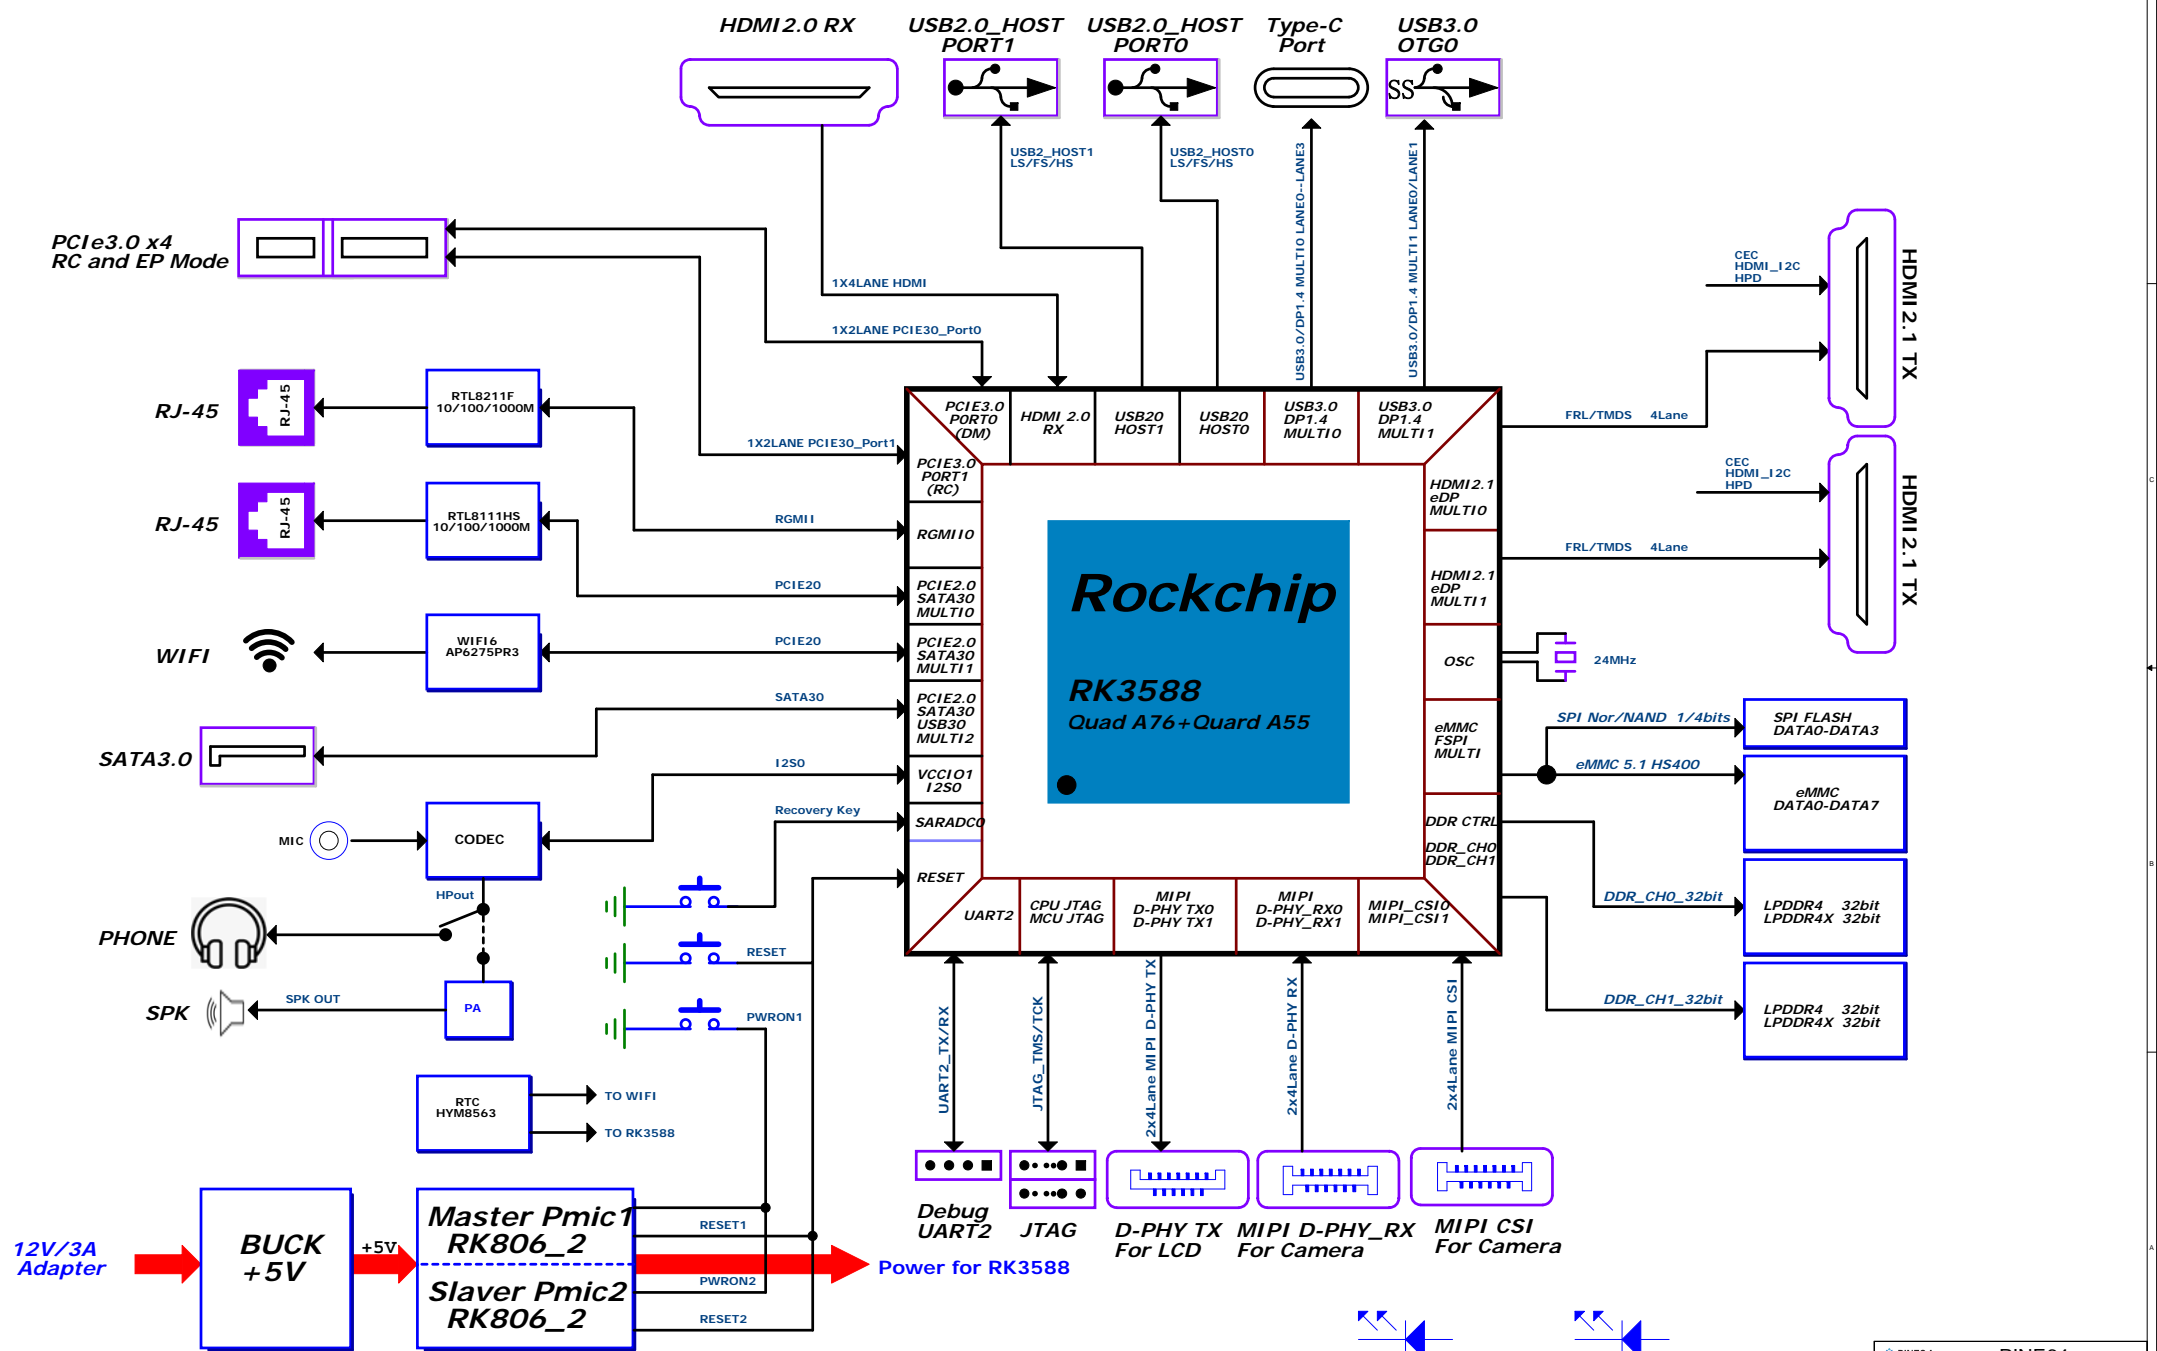 HDMI2.0 RX
USB2.0_HOST
PORT1
USB2.0_HOST
PORT0
Type-C
Port
USB3.0
OTG0
SS
USB2_HOST1
LS/FS/HS
USB2_HOST0
LS/FS/HS
USB3.0/DP1.4 MULTI0 LANE0--LANE3
USB3.0/DP1.4 MULTI1 LANE0/LANE1
PCIe3.0 x4
RC and EP Mode
1X4LANE HDMI
1X2LANE PCIE30_Port0
CEC
HDMI_I2C
HPD
HDMI2.1 TX
FRL/TMDS 4Lane
RJ-45
RJ-45
RTL8211F
10/100/1000M
1X2LANE PCIE30_Port1
PCIE3.0
PORT0
(DM)
HDMI 2.0
RX
USB20
HOST1
USB20
HOST0
USB3.0
DP1.4
MULTI0
USB3.0
DP1.4
MULTI1
PCIE3.0
PORT1
(RC)
HDMI2.1
eDP
MULTI0
CEC
HDMI_I2C
HPD
HDMI2.1 TX
FRL/TMDS 4Lane
RJ-45
RJ-45
RTL8111HS
10/100/1000M
RGMII
RGMII0
PCIE20
PCIE2.0
SATA30
MULTI0
HDMI2.1
eDP
MULTI1
Rockchip
RK3588
Quad A76+Quard A55
WIFI
WIFI6
AP6275PR3
PCIE20
PCIE2.0
SATA30
MULTI1
OSC
24MHz
SATA3.0
SATA30
PCIE2.0
SATA30
USB30
MULTI2
eMMC
FSPI
MULTI
SPI Nor/NAND 1/4bits
SPI FLASH
DATA0-DATA3
eMMC 5.1 HS400
eMMC
DATA0-DATA7
I2S0
VCCIO1
I2S0
MIC
CODEC
Recovery Key
SARADC0
DDR CTRL
DDR_CH0
DDR_CH1
RESET
HPout
PHONE
UART2
CPU JTAG
MCU JTAG
MIPI
D-PHY TX0
D-PHY TX1
MIPI
D-PHY_RX0
D-PHY_RX1
MIPI_CSI0
MIPI_CSI1
DDR_CH0_32bit
LPDDR4 32bit
LPDDR4X 32bit
RESET
SPK
SPK OUT
PA
PWRON1
DDR_CH1_32bit
LPDDR4 32bit
LPDDR4X 32bit
UART2_TX/RX
JTAG_TMS/TCK
2x4Lane MIPI D-PHY TX
2x4Lane D-PHY RX
2x4Lane MIPI CSI
RTC
HYM8563
TO WIFI
TO RK3588
Debug
UART2
JTAG
D-PHY TX
For LCD
MIPI D-PHY_RX
For Camera
MIPI CSI
For Camera
12V/3A
Adapter
BUCK
+5V
+5V
Master Pmic1
RK806_2
Slaver Pmic2
RK806_2
RESET1
Power for RK3588
PWRON2
RESET2
C
B
A